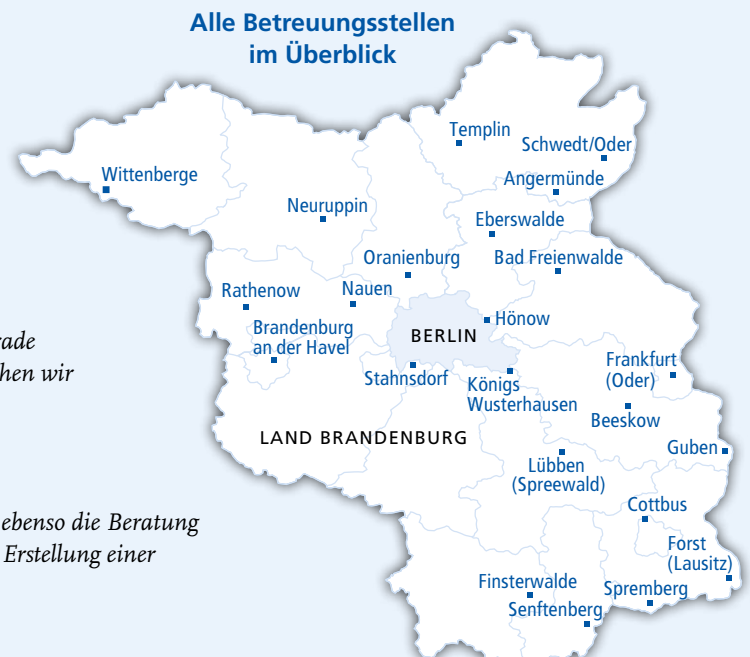 Alle Betreuungsstellen
im Überblick
Templin
Schwedt/Oder
Wittenberge
Angermünde
Neuruppin
Eberswalde
Oranienburg
Bad Freienwalde
Rathenow
Nauen
Hönow
Brandenburg
an der Havel
BERLIN
rade
hen wir
Stahnsdorf
Königs
Wusterhausen
Frankfurt
(Oder)
Beeskow
LAND BRANDENBURG
Guben
Lübben
(Spreewald)
Cottbus
ebenso die Beratung
Erstellung einer
Forst
(Lausitz)
Finsterwalde
Spremberg
Senftenberg